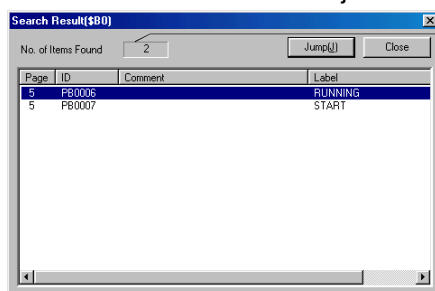 Search Result($B0)
No. of Items Found 2 Jump(J) Close
Page ID Comment Label
5 PB0006 RUNNING
5 PB0007 START